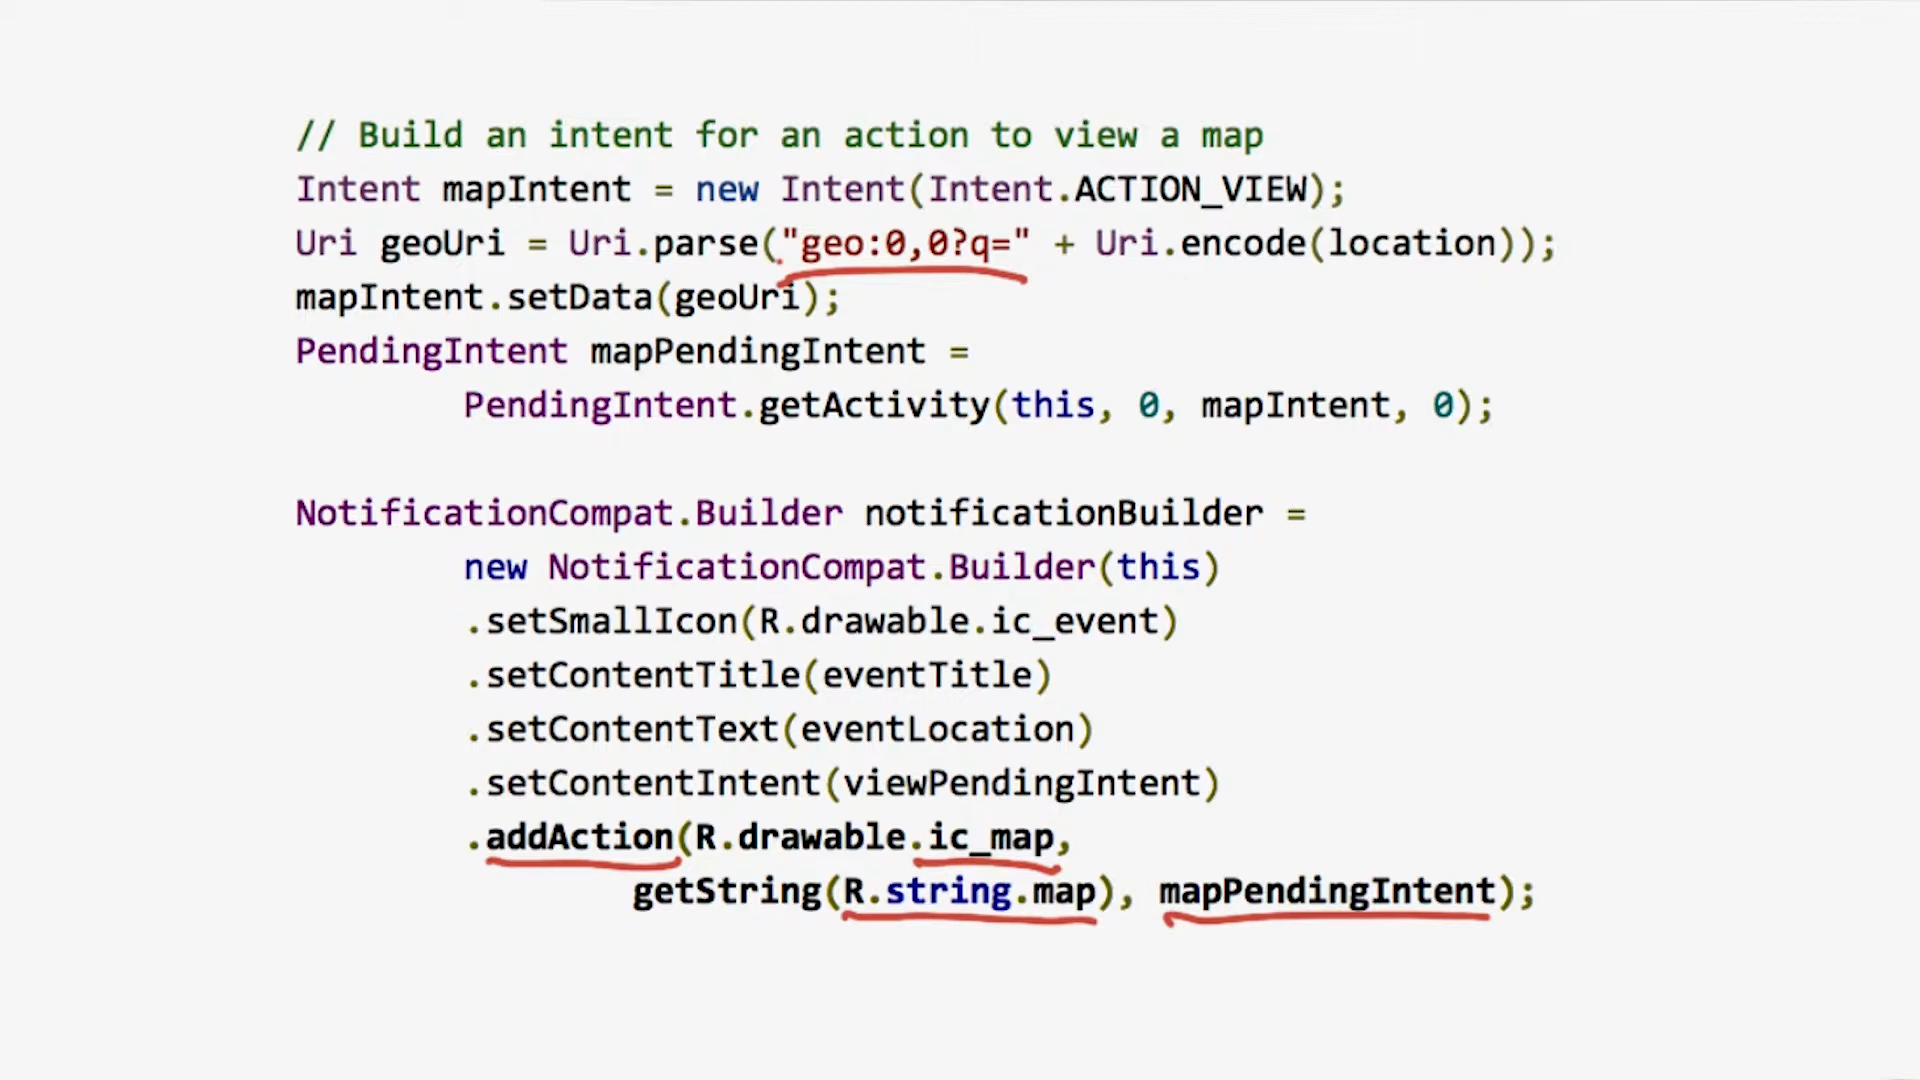 // Build an intent for an action to view a map
Intent mapIntent = new Intent(Intent.ACTION_VIEW);
Uri geoUri = Uri.parse("geo:0,0?q=" + Uri.encode(location));
mapIntent.setData(geoUri);
PendingIntent mapPendingIntent =
        PendingIntent.getActivity(this, 0, mapIntent, 0);

NotificationCompat.Builder notificationBuilder =
        new NotificationCompat.Builder(this)
        .setSmallIcon(R.drawable.ic_event)
        .setContentTitle(eventTitle)
        .setContentText(eventLocation)
        .setContentIntent(viewPendingIntent)
        .addAction(R.drawable.ic_map,
                getString(R.string.map), mapPendingIntent);